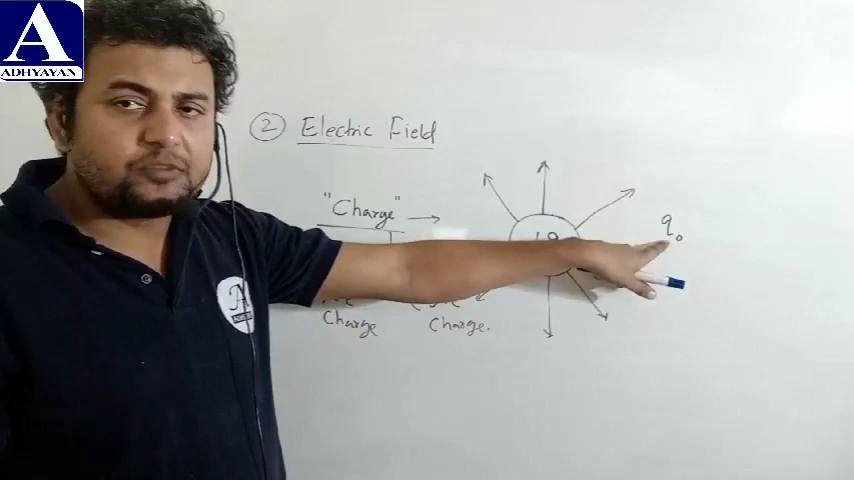 A
ADHYAYAN
② Electric Field
"Charge" →
q₀
Charge
Charge.
A